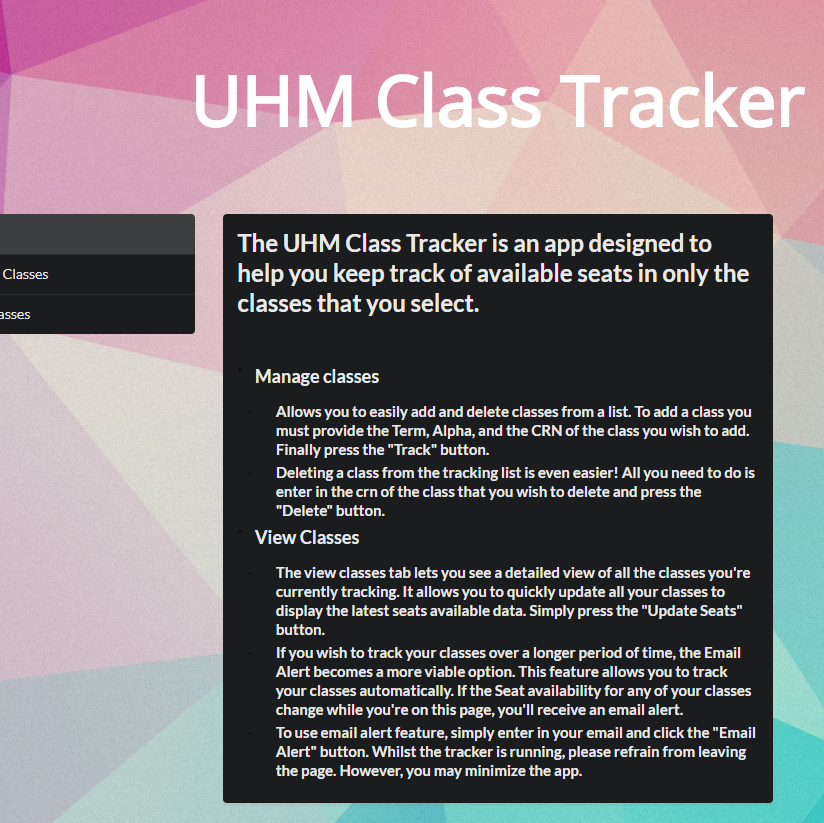 UHM Class Tracker
Classes
The UHM Class Tracker is an app designed to
help you keep track of available seats in only the
classes that you select.
Manage classes
Allows you to easily add and delete classes from a list. To add a class you
must provide the Term, Alpha, and the CRN of the class you wish to add.
Finally press the "Track" button.
Deleting a class from the tracking list is even easier! All you need to do is
enter in the crn of the class that you wish to delete and press the
"Delete" button.
View Classes
The view classes tab lets you see a detailed view of all the classes you're
currently tracking. It allows you to quickly update all your classes to
display the latest seats available data. Simply press the "Update Seats"
button.
If you wish to track your classes over a longer period of time, the Email
Alert becomes a more viable option. This feature allows you to track
your classes automatically. If the Seat availability for any of your classes
change while you're on this page, you'll receive an email alert.
To use email alert feature, simply enter in your email and click the "Email
Alert" button. Whilst the tracker is running, please refrain from leaving
the page. However, you may minimize the app.